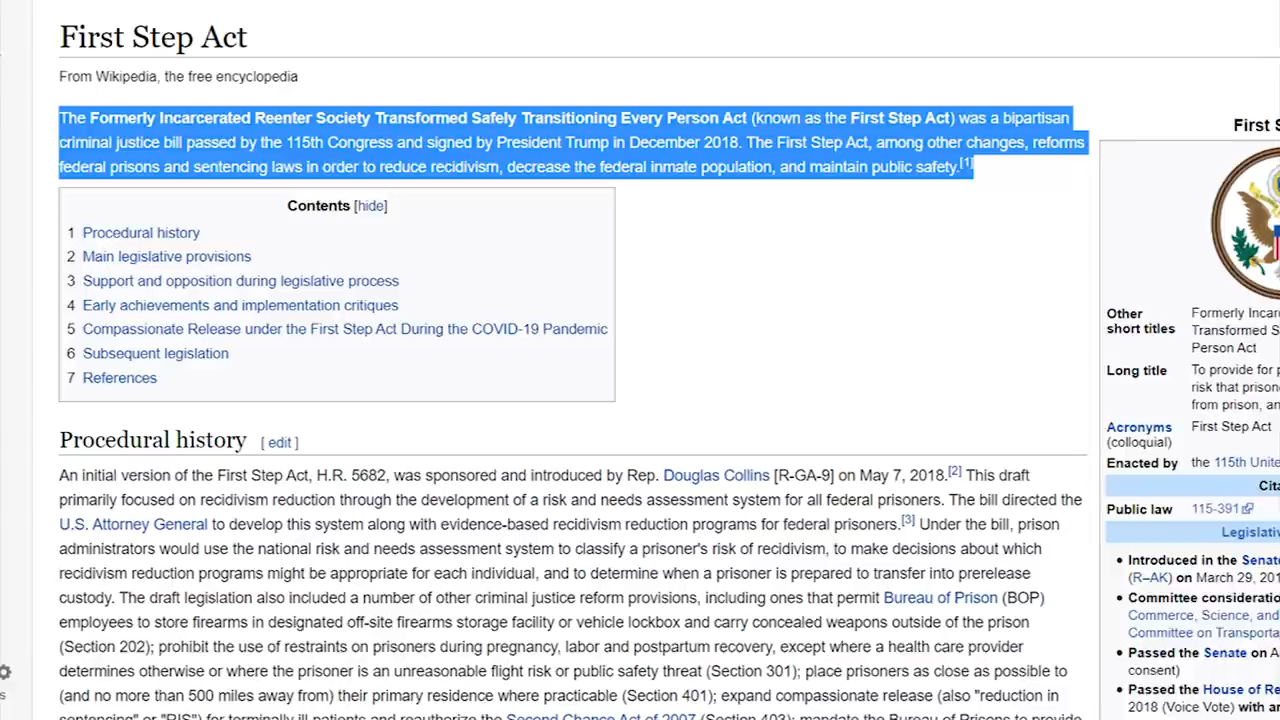 First Step Act
From Wikipedia, the free encyclopedia
The Formerly Incarcerated Reenter Society Transformed Safely Transitioning Every Person Act (known as the First Step Act) was a bipartisan
criminal justice bill passed by the 115th Congress and signed by President Trump in December 2018. The First Step Act, among other changes, reforms
federal prisons and sentencing laws in order to reduce recidivism, decrease the federal inmate population, and maintain public safety.[1]
Contents [hide]
1 Procedural history
2 Main legislative provisions
3 Support and opposition during legislative process
4 Early achievements and implementation critiques
5 Compassionate Release under the First Step Act During the COVID-19 Pandemic
6 Subsequent legislation
7 References
Procedural history [ edit ]
An initial version of the First Step Act, H.R. 5682, was sponsored and introduced by Rep. Douglas Collins [R-GA-9] on May 7, 2018.[2] This draft
primarily focused on recidivism reduction through the development of a risk and needs assessment system for all federal prisoners. The bill directed the
U.S. Attorney General to develop this system along with evidence-based recidivism reduction programs for federal prisoners.[3] Under the bill, prison
administrators would use the national risk and needs assessment system to classify a prisoner's risk of recidivism, to make decisions about which
recidivism reduction programs might be appropriate for each individual, and to determine when a prisoner is prepared to transfer into prerelease
custody. The draft legislation also included a number of other criminal justice reform provisions, including ones that permit Bureau of Prison (BOP)
employees to store firearms in designated off-site firearms storage facility or vehicle lockbox and carry concealed weapons outside of the prison
(Section 202); prohibit the use of restraints on prisoners during pregnancy, labor and postpartum recovery, except where a health care provider
determines otherwise or where the prisoner is an unreasonable flight risk or public safety threat (Section 301); place prisoners as close as possible to
(and no more than 500 miles away from) their primary residence where practicable (Section 401); expand compassionate release (also "reduction in
sentencing" or "RIS") for terminally ill patients and reauthorize the Second Chance Act of 2007 (Section 403); mandate the Bureau of Prisons to provide
First S
Other short titles
Formerly Incar
Transformed S
Person Act
Long title
To provide for p
risk that prison
from prison, an
Acronyms (colloquial)
First Step Act
Enacted by the 115th Unite
Cita
Public law 115-391
Legislativ
• Introduced in the Senat
(R–AK) on March 29, 201
• Committee consideratio
Commerce, Science, and
Committee on Transporta
• Passed the Senate on A
consent)
• Passed the House of Re
2018 (Voice Vote) with an